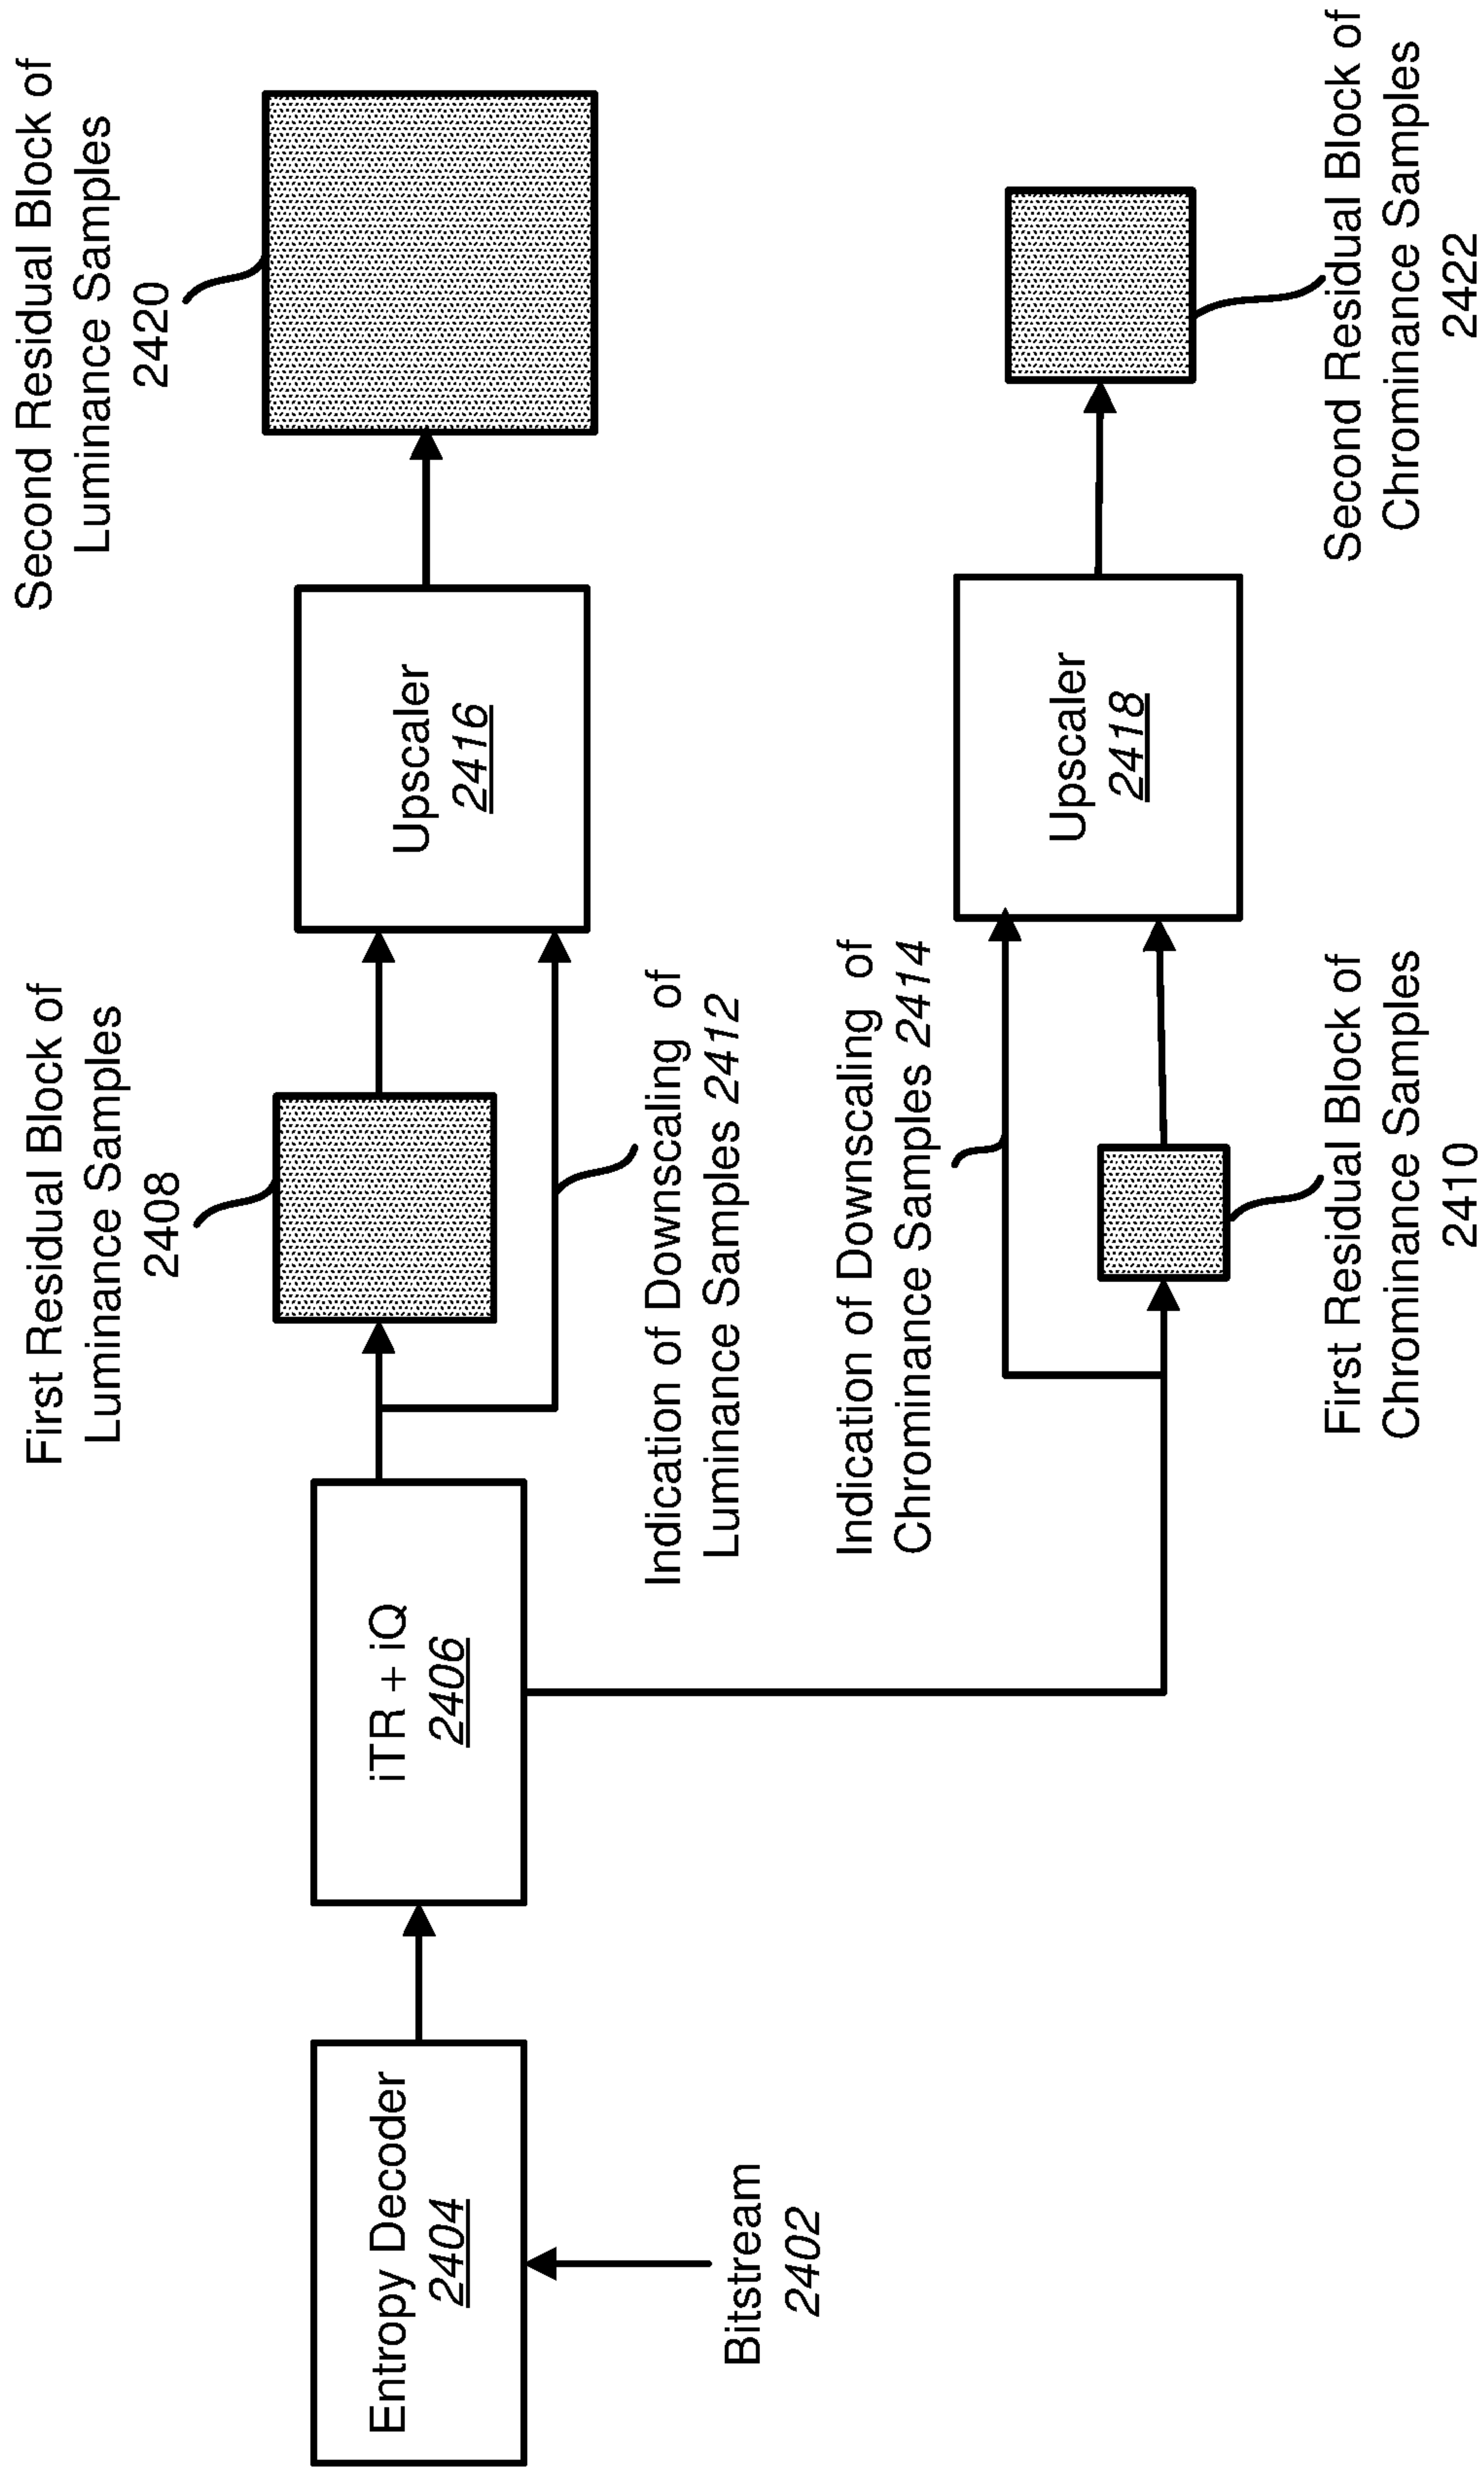 Bitstream
2402
Entropy Decoder
2404
iTR + iQ
2406
First Residual Block of
Luminance Samples
2408
Indication of Downscaling of
Luminance Samples 2412
Upscaler
2416
Second Residual Block of
Luminance Samples
2420
Indication of Downscaling of
Chrominance Samples 2414
First Residual Block of
Chrominance Samples
2410
Upscaler
2418
Second Residual Block of
Chrominance Samples
2422